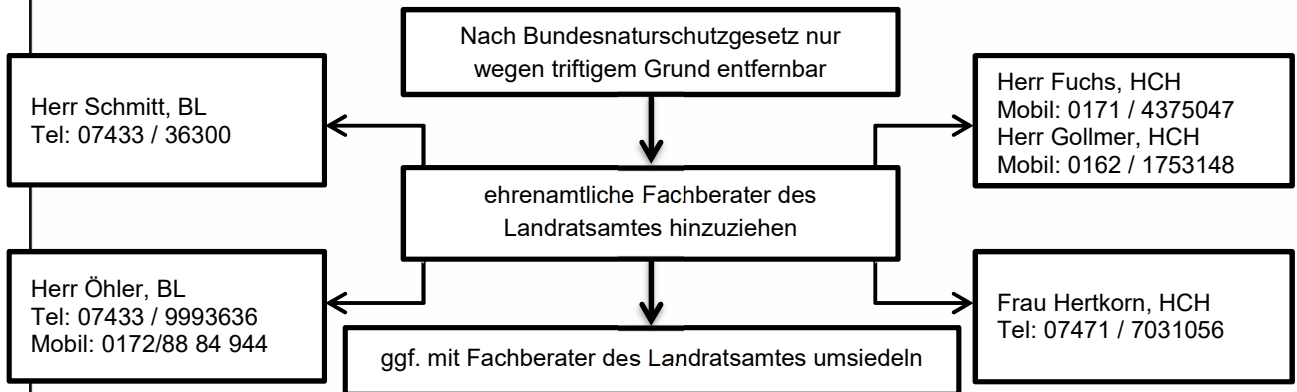 Nach Bundesnaturschutzgesetz nur
wegen triftigem Grund entfernbar
Herr Schmitt, BL
Tel: 07433 / 36300
Herr Fuchs, HCH
Mobil: 0171 / 4375047
Herr Gollmer, HCH
Mobil: 0162 / 1753148
ehrenamtliche Fachberater des
Landratsamtes hinzuziehen
Herr Öhler, BL
Tel: 07433 / 9993636
Mobil: 0172/88 84 944
Frau Hertkorn, HCH
Tel: 07471 / 7031056
ggf. mit Fachberater des Landratsamtes umsiedeln